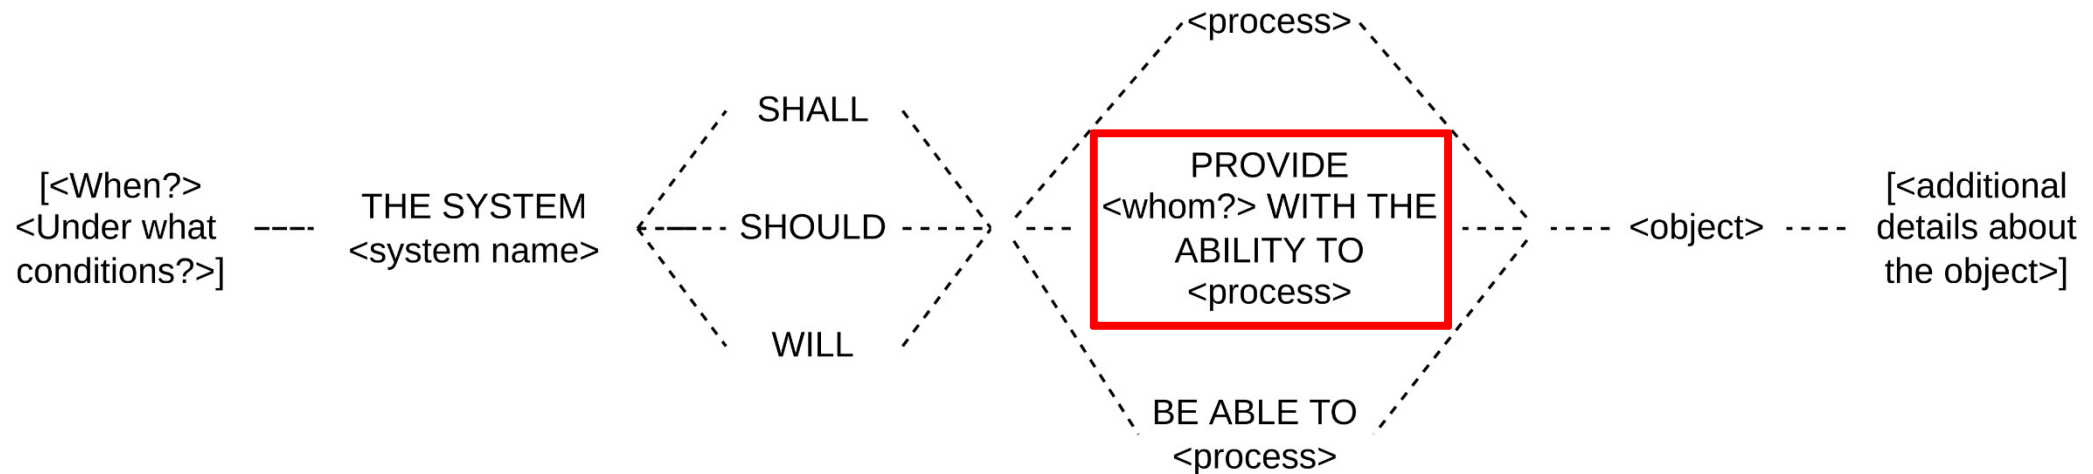 [<When?>
<Under what
conditions?>]
THE SYSTEM
<system name>
SHALL
SHOULD
WILL
<process>
PROVIDE
<whom?> WITH THE
ABILITY TO
<process>
BE ABLE TO
<process>
<object>
[<additional
details about
the object>]